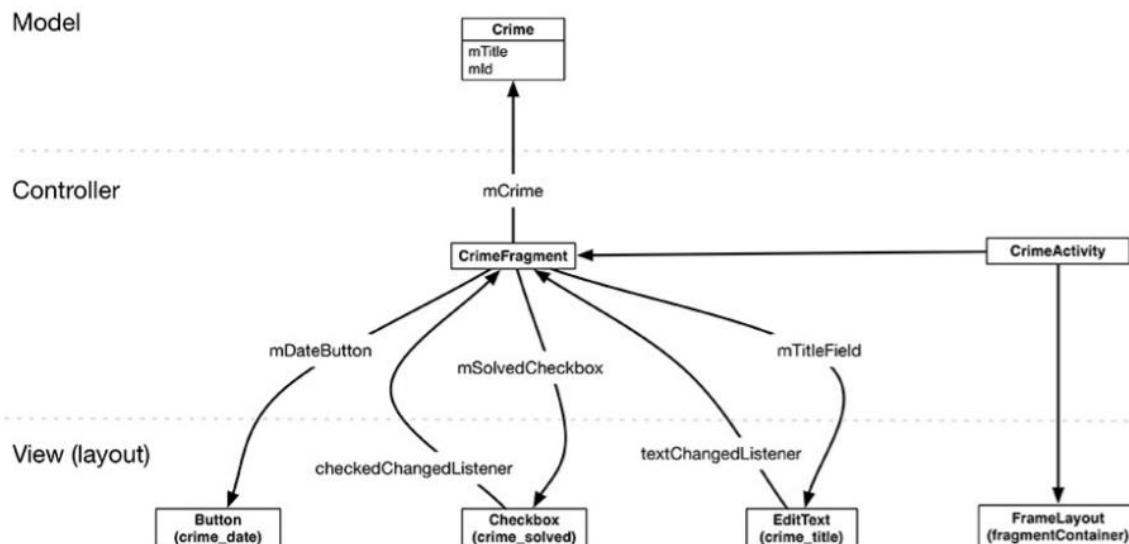 Model
Crime
mTitle
mId
Controller
mCrime
CrimeFragment
CrimeActivity
mDateButton
mSolvedCheckbox
mTitleField
View (layout)
checkedChangedListener
textChangedListener
Button
(crime_date)
Checkbox
(crime_solved)
EditText
(crime_title)
FrameLayout
(fragmentContainer)